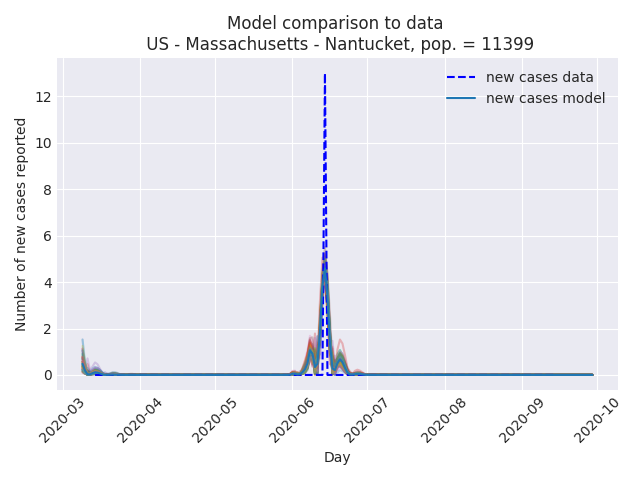 Model comparison to data
US - Massachusetts - Nantucket, pop. = 11399
new cases data
new cases model
Number of new cases reported
12
10
8
6
4
2
0
2020-03
2020-04
2020-05
2020-06
2020-07
2020-08
2020-09
2020-10
Day